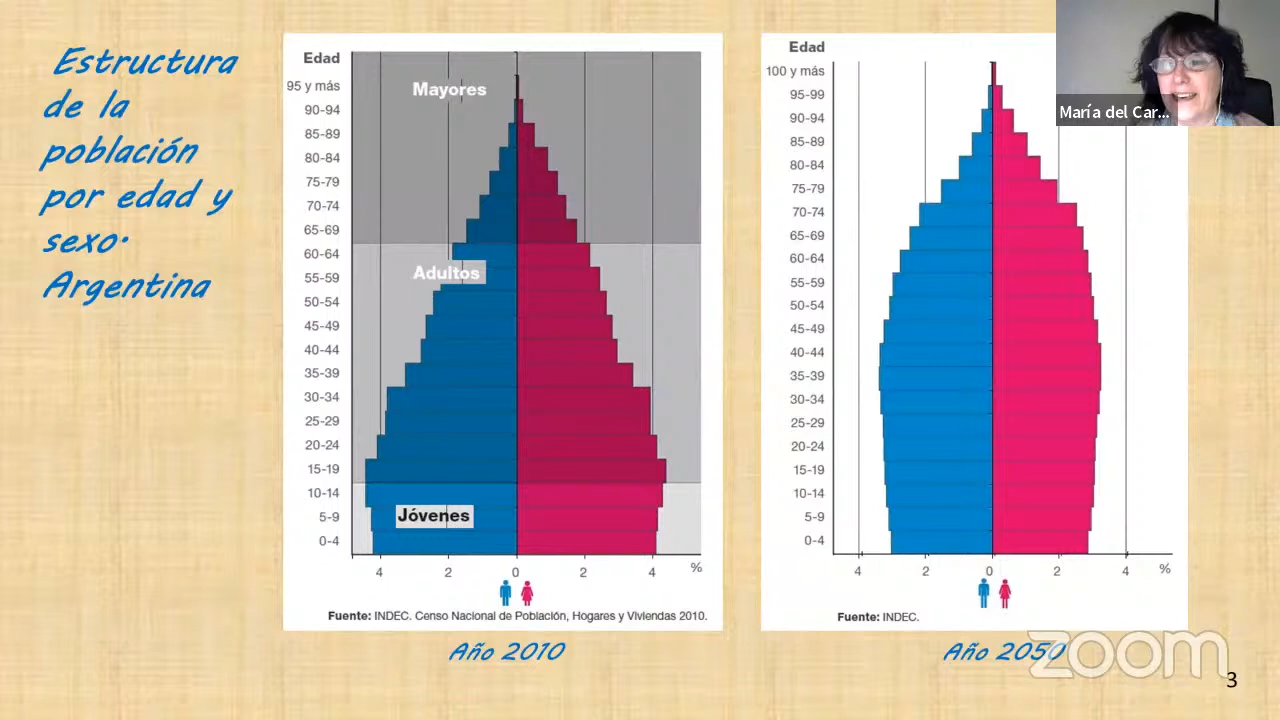 Estructura
de la
población
por edad y
sexo.
Argentina
Edad
95 y más
90-94
85-89
80-84
75-79
70-74
65-69
60-64
55-59
50-54
45-49
40-44
35-39
30-34
25-29
20-24
15-19
10-14
5-9
0-4
Mayores
Adultos
Jóvenes
4 2 0 2 4 %
Fuente: INDEC. Censo Nacional de Población, Hogares y Viviendas 2010.
Año 2010
Edad
100 y más
95-99
90-94
85-89
80-84
75-79
70-74
65-69
60-64
55-59
50-54
45-49
40-44
35-39
30-34
25-29
20-24
15-19
10-14
5-9
0-4
4 2 0 2 4 %
Fuente: INDEC.
Año 2050
María del Car...
zoom
3